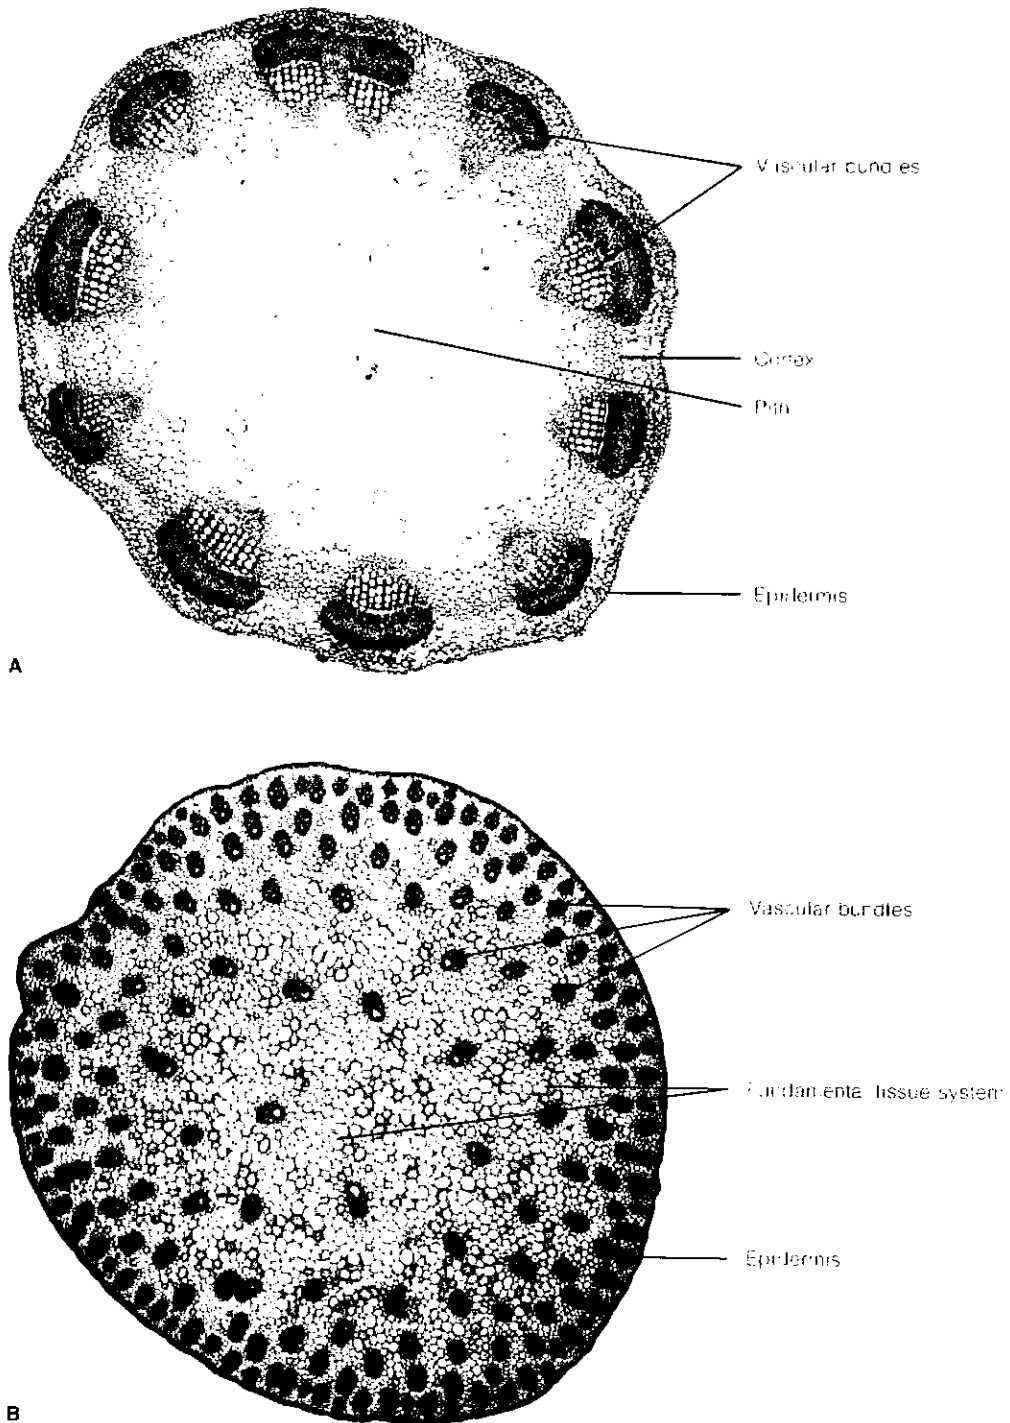 Vascular bundles
Cortex
Pith
Epidermis
A
Vascular bundles
Fundamental tissue system
Epidermis
B